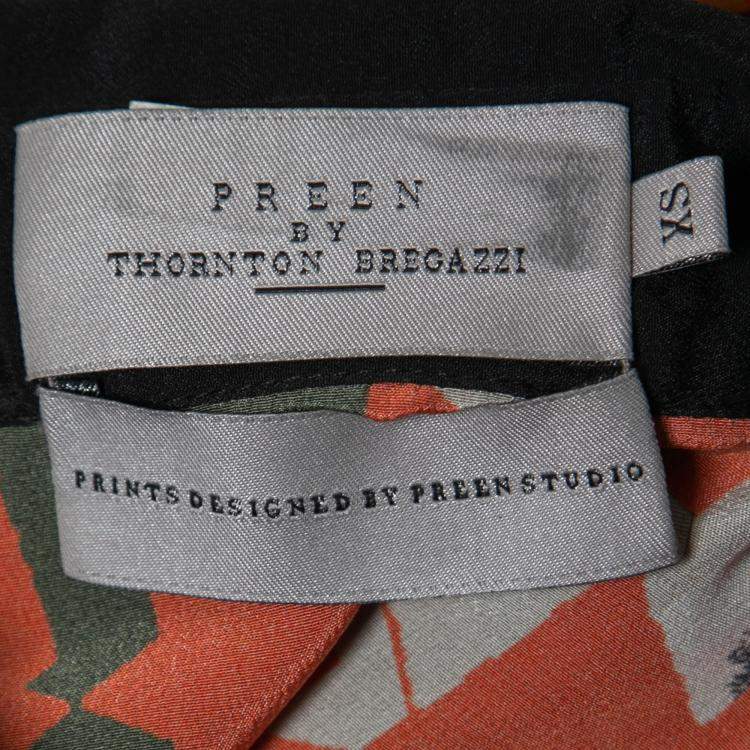 PREEN
BY
THORNTON BREGAZZI
XS
PRINTS DESIGNED BY PREEN STUDIO